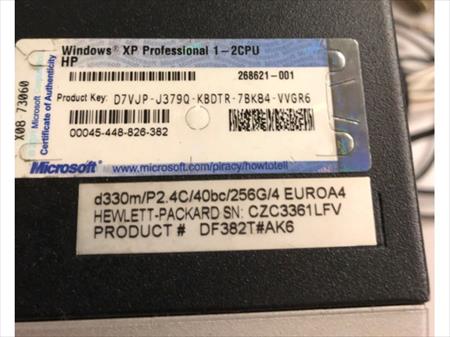 Windows® XP Professional 1-2CPU
HP
268621-001
Product Key: D7VJP-J379Q-KBDTR-7BK84-VVGR6
00045-448-826-382
Microsoft® www.microsoft.com/piracy/howtotell
X08 73060
Certificate of Authenticity
d330m/P2.4C/40bc/256G/4 EUROA4
HEWLETT-PACKARD SN: CZC3361LFV
PRODUCT # DF382T#AK6